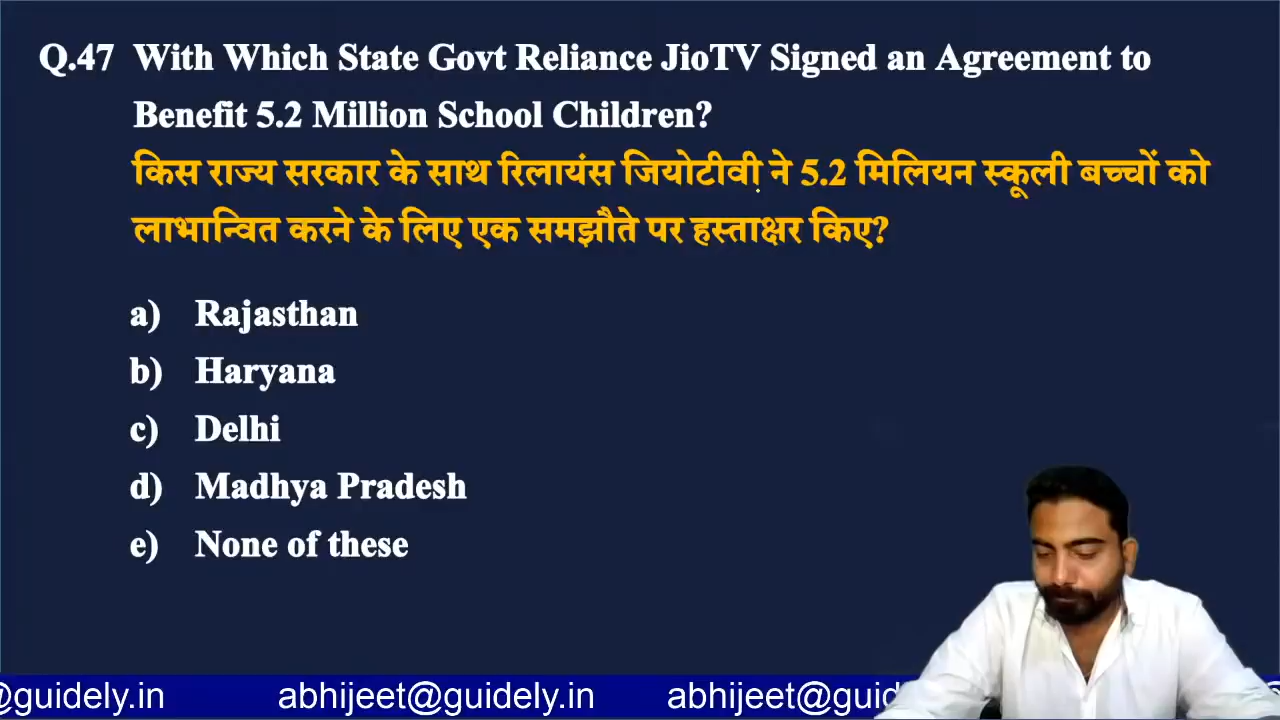 Q.47 With Which State Govt Reliance JioTV Signed an Agreement to
Benefit 5.2 Million School Children?
किस राज्य सरकार के साथ रिलायंस जियोटीवी ने 5.2 मिलियन स्कूली बच्चों को
लाभान्वित करने के लिए एक समझौते पर हस्ताक्षर किए?
a) Rajasthan
b) Haryana
c) Delhi
d) Madhya Pradesh
e) None of these
@guidely.in abhijeet@guidely.in abhijeet@guid